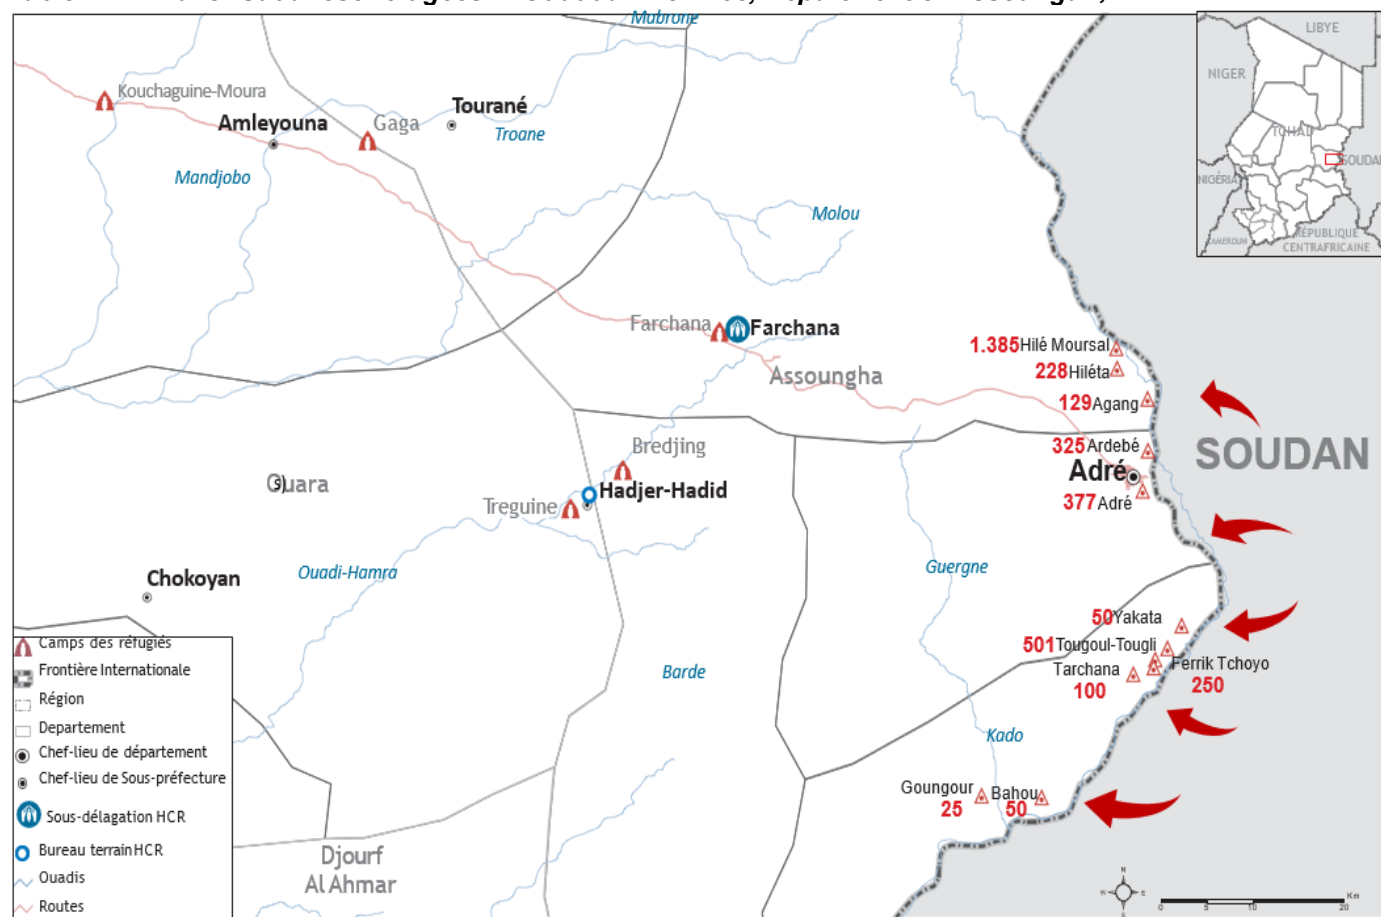 Mabrone
LIBYE
NIGER
TCHAD
SOUDAN
NIGÉRIA
CAMEROUN
RÉPUBLIQUE
CENTRAFRICAINE
Kouchaguine-Moura
Amleyouna
Gaga
Tourané
Troane
Mandjobo
Molou
Farchana
Farchana
Assoungha
1.385 Hilé Moursal
228 Hiléta
129 Agang
325 Ardebé
Adré
377 Adré
SOUDAN
Bredjing
Hadjer-Hadid
Treguine
Ouara
Chokoyan
Ouadi-Hamra
Guergne
50 Yakata
501 Tougoul-Tougli
Ferrik Tchoyo
250
Tarchana
100
Barde
Kado
Goungour
25
Bahou
50
Djourf
Al Ahmar
Camps des réfugiés
Frontière Internationale
Région
Departement
Chef-lieu de département
Chef-lieu de Sous-préfecture
Sous-délagation HCR
Bureau terrain HCR
Ouadis
Routes
N
W
E
Km
0 5 10 20